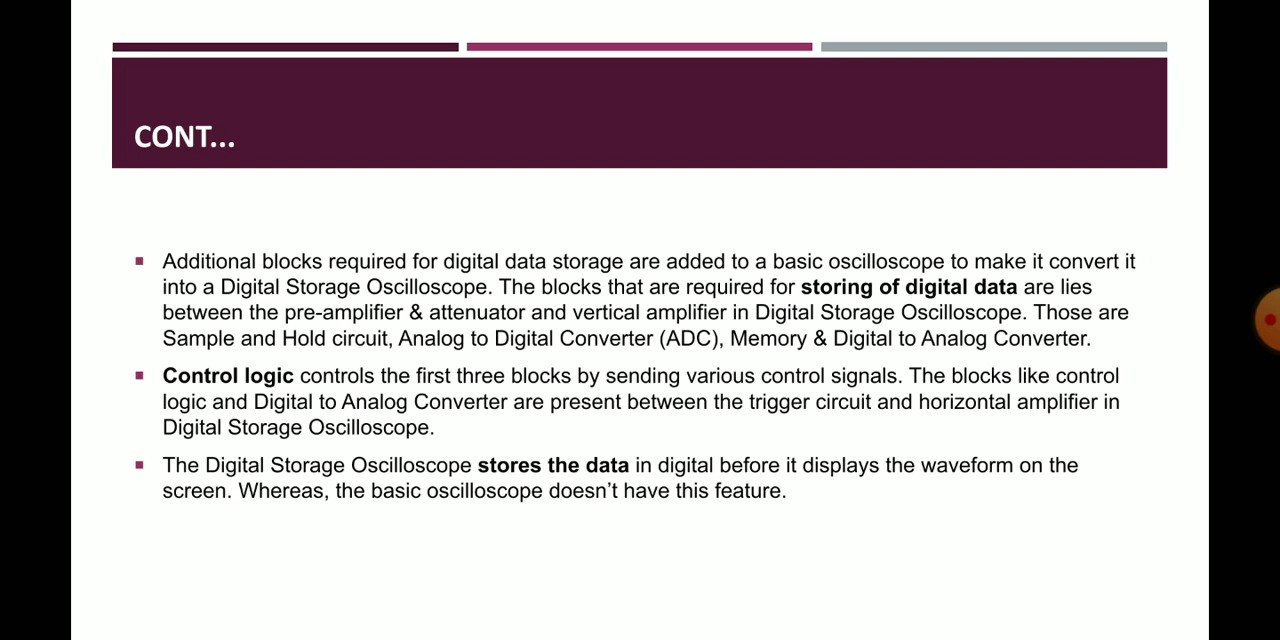 CONT...
Additional blocks required for digital data storage are added to a basic oscilloscope to make it convert it
into a Digital Storage Oscilloscope. The blocks that are required for storing of digital data are lies
between the pre-amplifier & attenuator and vertical amplifier in Digital Storage Oscilloscope. Those are
Sample and Hold circuit, Analog to Digital Converter (ADC), Memory & Digital to Analog Converter.
Control logic controls the first three blocks by sending various control signals. The blocks like control
logic and Digital to Analog Converter are present between the trigger circuit and horizontal amplifier in
Digital Storage Oscilloscope.
The Digital Storage Oscilloscope stores the data in digital before it displays the waveform on the
screen. Whereas, the basic oscilloscope doesn’t have this feature.